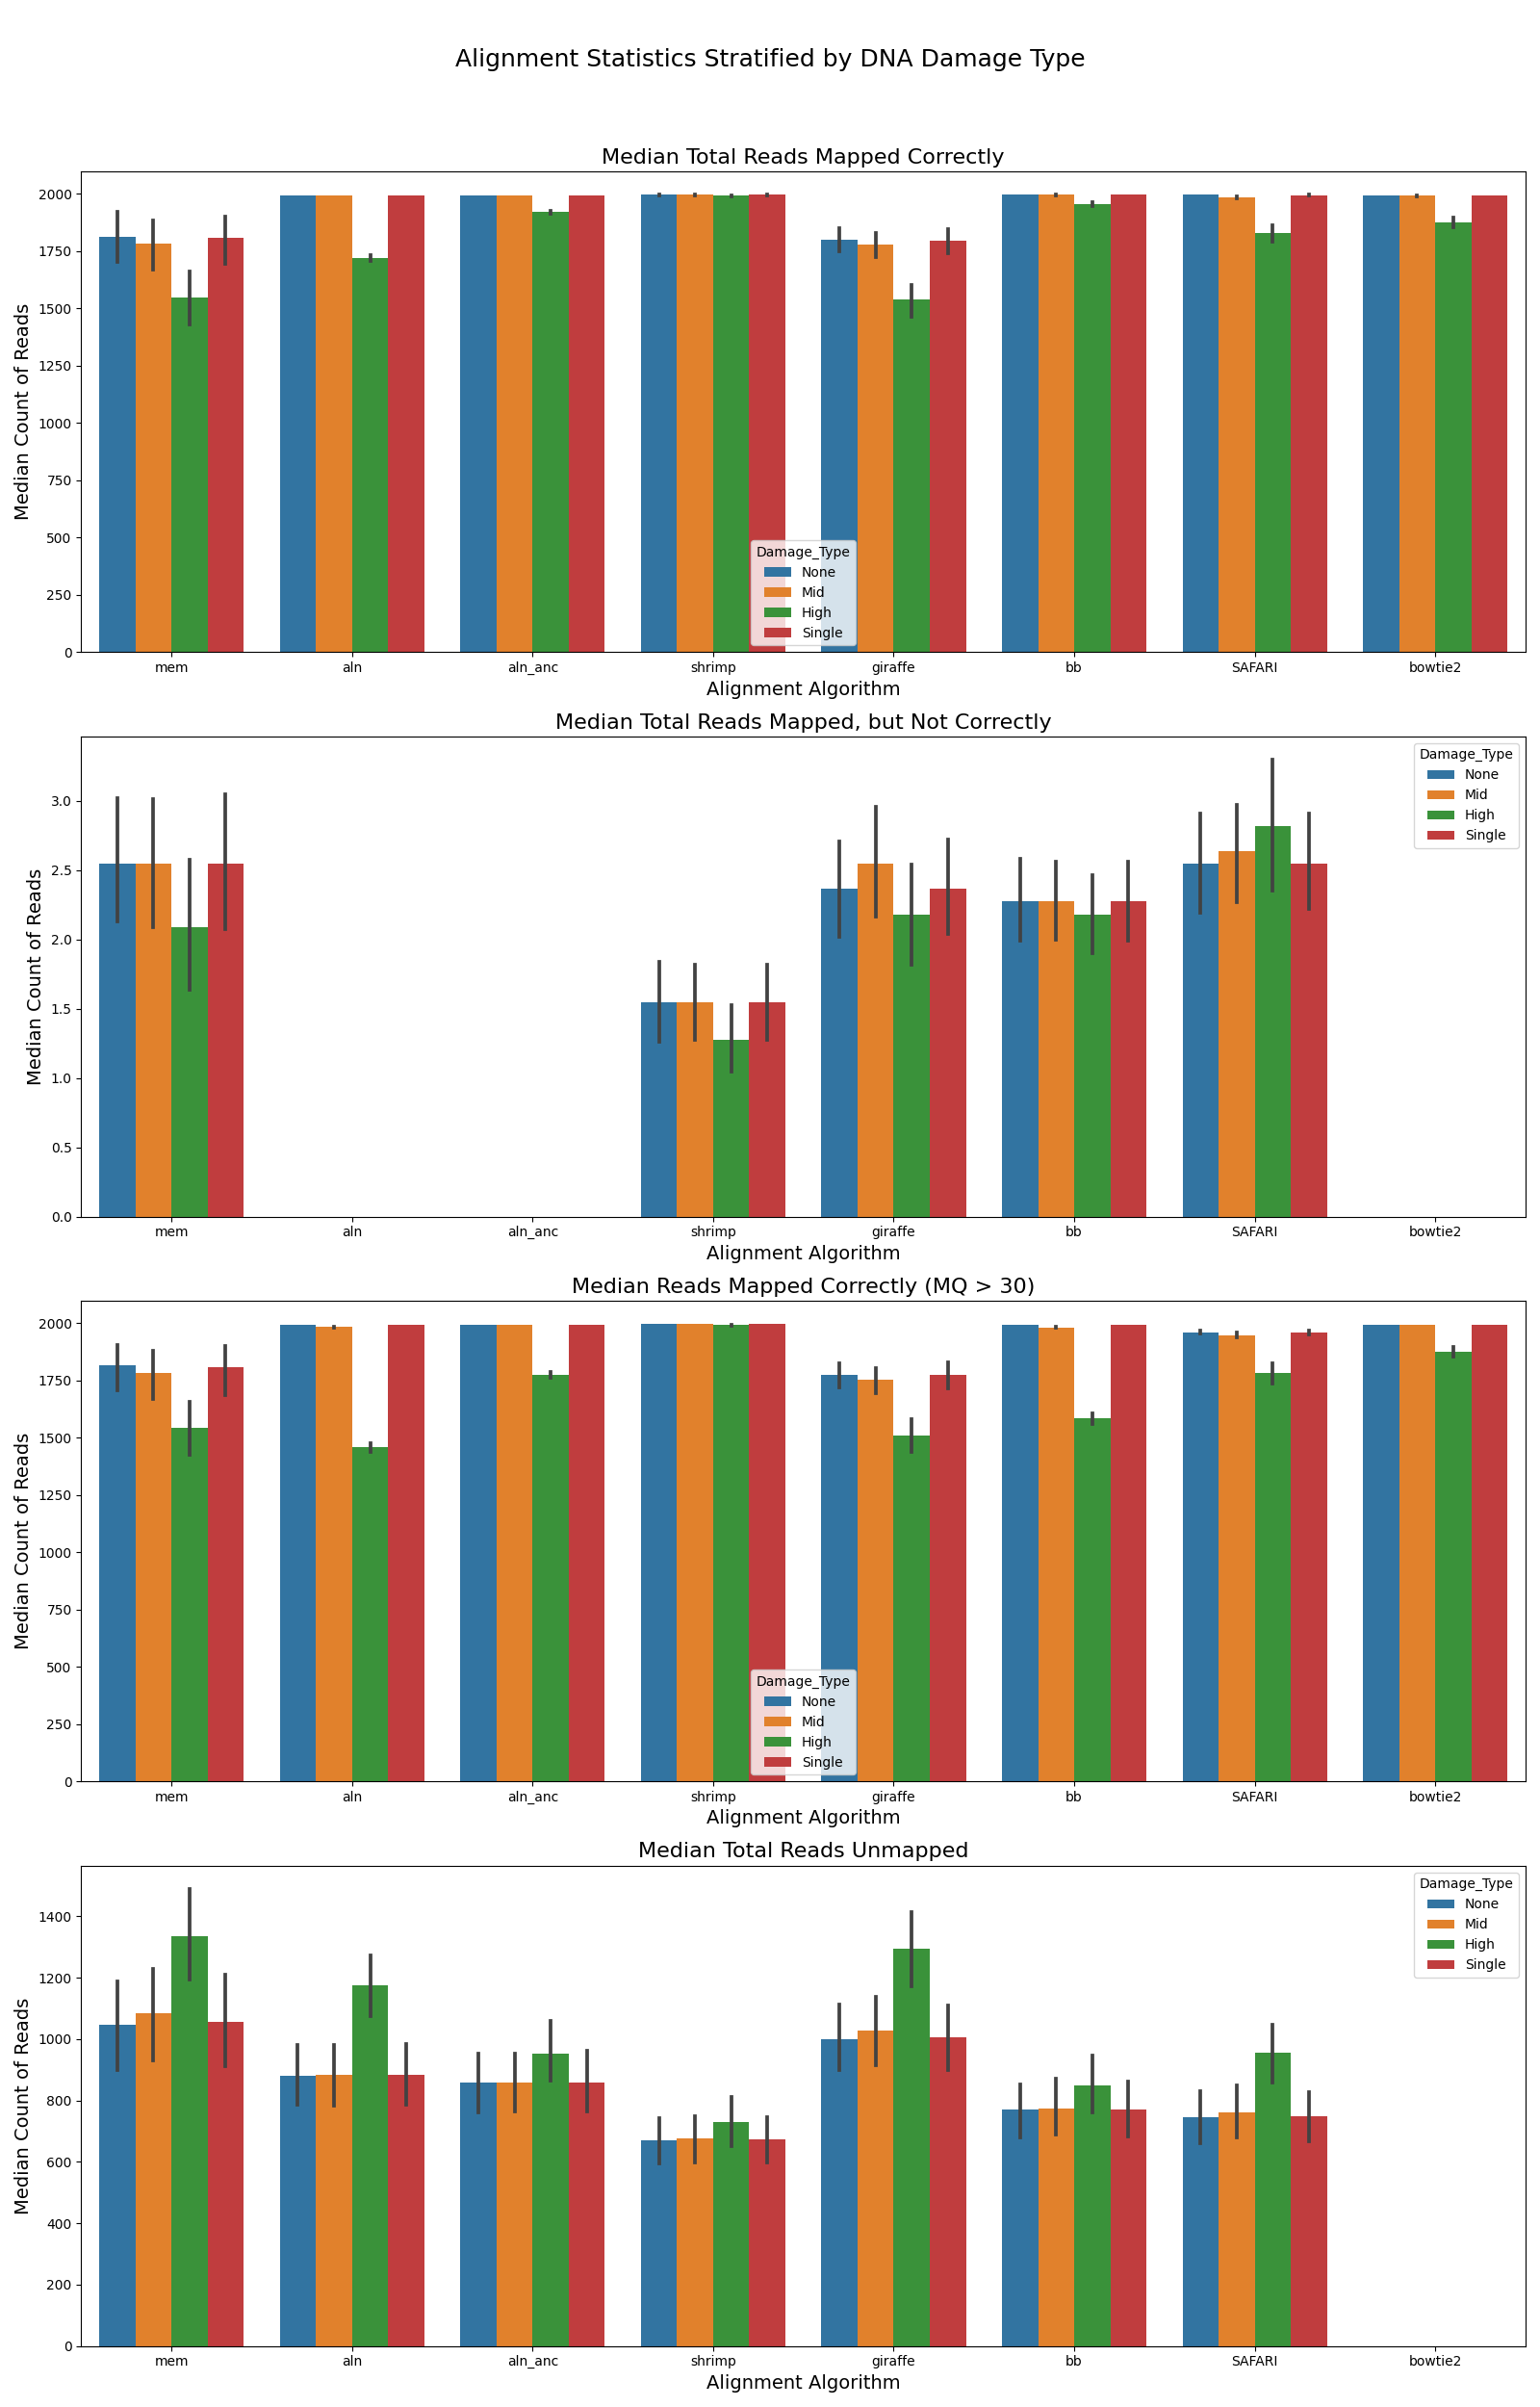 Alignment Statistics Stratified by DNA Damage Type
Median Total Reads Mapped Correctly
Median Count of Reads
2000
1750
1500
1250
1000
750
500
250
0
Damage_Type
None
Mid
High
Single
mem aln aln_anc shrimp giraffe bb SAFARI bowtie2
Alignment Algorithm
Median Total Reads Mapped, but Not Correctly
Median Count of Reads
3.0
2.5
2.0
1.5
1.0
0.5
0.0
Damage_Type
None
Mid
High
Single
mem aln aln_anc shrimp giraffe bb SAFARI bowtie2
Alignment Algorithm
Median Reads Mapped Correctly (MQ > 30)
Median Count of Reads
2000
1750
1500
1250
1000
750
500
250
0
Damage_Type
None
Mid
High
Single
mem aln aln_anc shrimp giraffe bb SAFARI bowtie2
Alignment Algorithm
Median Total Reads Unmapped
Median Count of Reads
1400
1200
1000
800
600
400
200
0
Damage_Type
None
Mid
High
Single
mem aln aln_anc shrimp giraffe bb SAFARI bowtie2
Alignment Algorithm